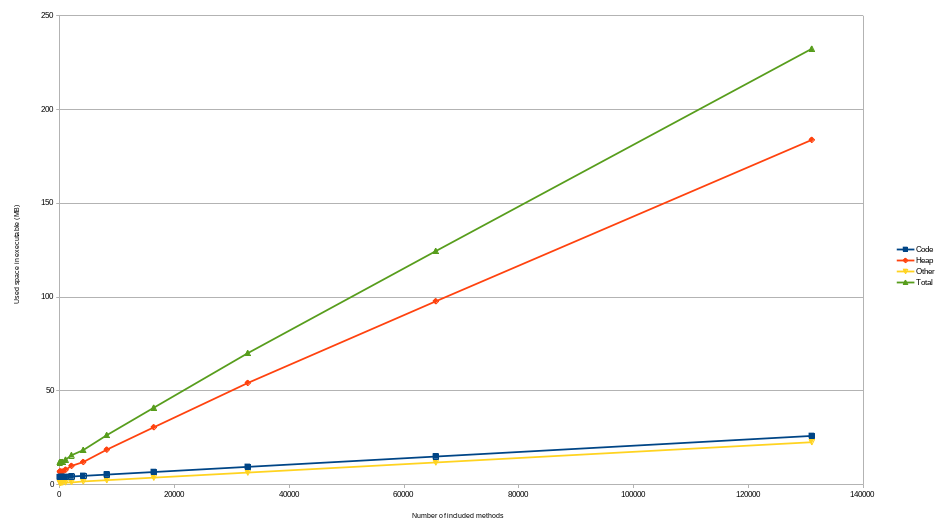 250
200
150
100
50
0
Used space in executable (MB)
0 20000 40000 60000 80000 100000 120000 140000
Number of included methods
Code
Heap
Other
Total